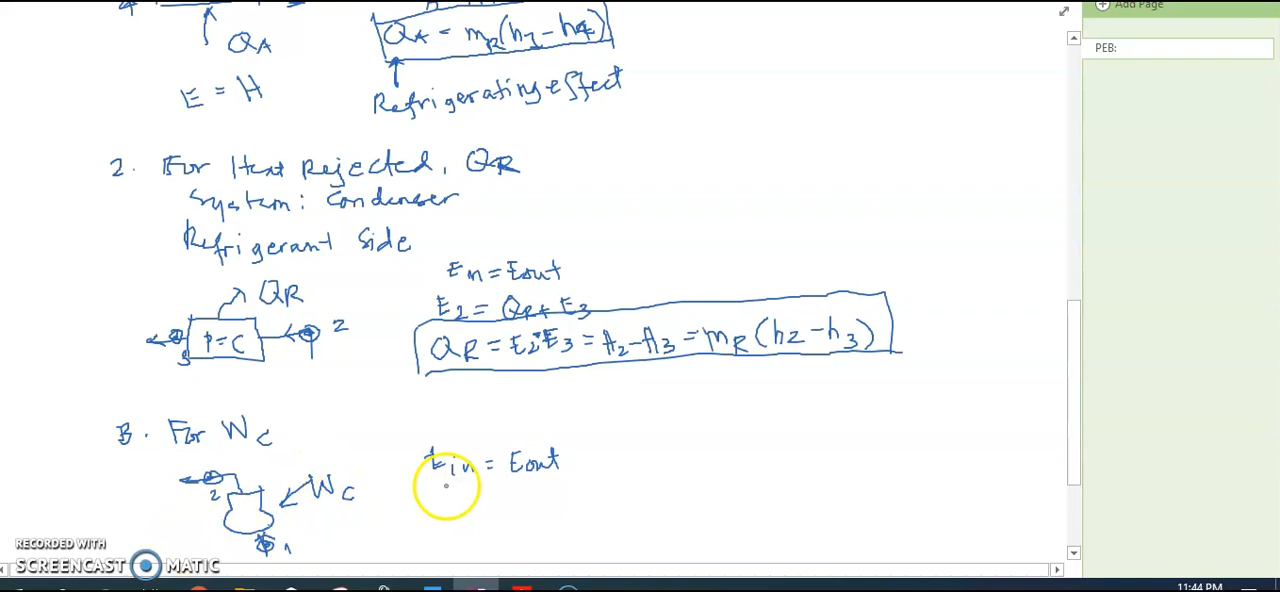 Add Page
PEB:
QA
QA = mR(h1 - h4)
E = H
Refrigerating effect
2. For Heat Rejected, QR
System: Condenser
Refrigerant Side
Ein = Eout
QR
E2 = QR + E3
2
P = C
3
QR = E2 - E3 = H2 - H3 = mR(h2 - h3)
B. For Wc
Ein = Eout
2
Wc
1
RECORDED WITH
SCREENCAST MATIC
11:44 PM